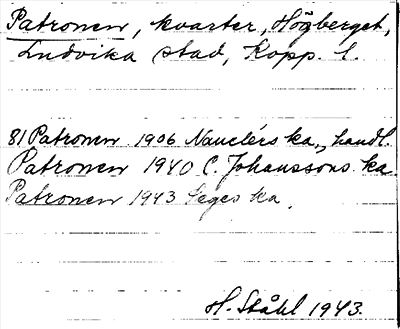 Patronen, kvarter, Högberget,
Ludvika stad, Kopp. l.
81 Patronen 1906 Nauclérs ka., handl.
Patronen 1940 C. Johanssons ka.
Patronen 1943 Seges ka.
H. Ståhl 1943.